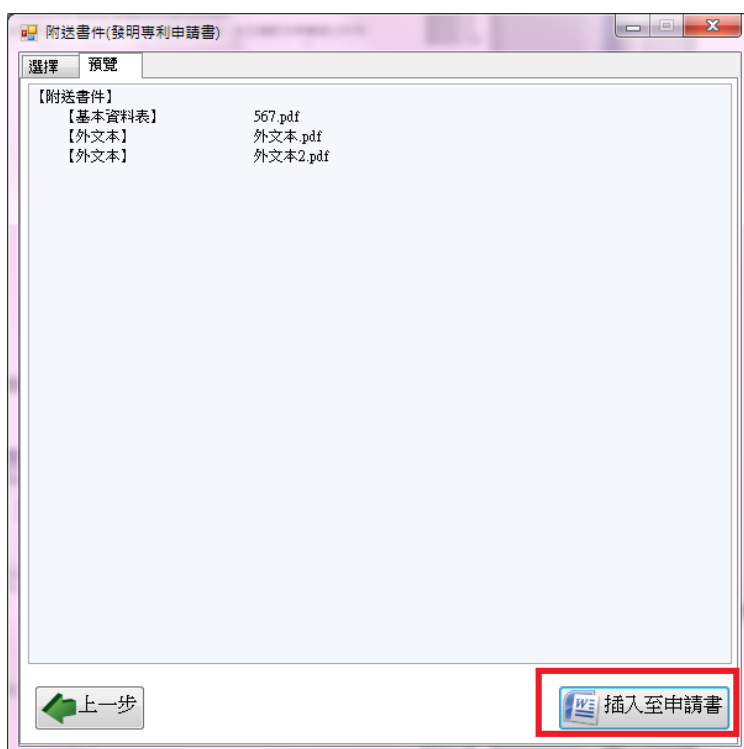 附送書件(發明專利申請書)
選擇 預覽
【附送書件】
【基本資料表】 567.pdf
【外文本】 外文本.pdf
【外文本】 外文本2.pdf
上一步 插入至申請書